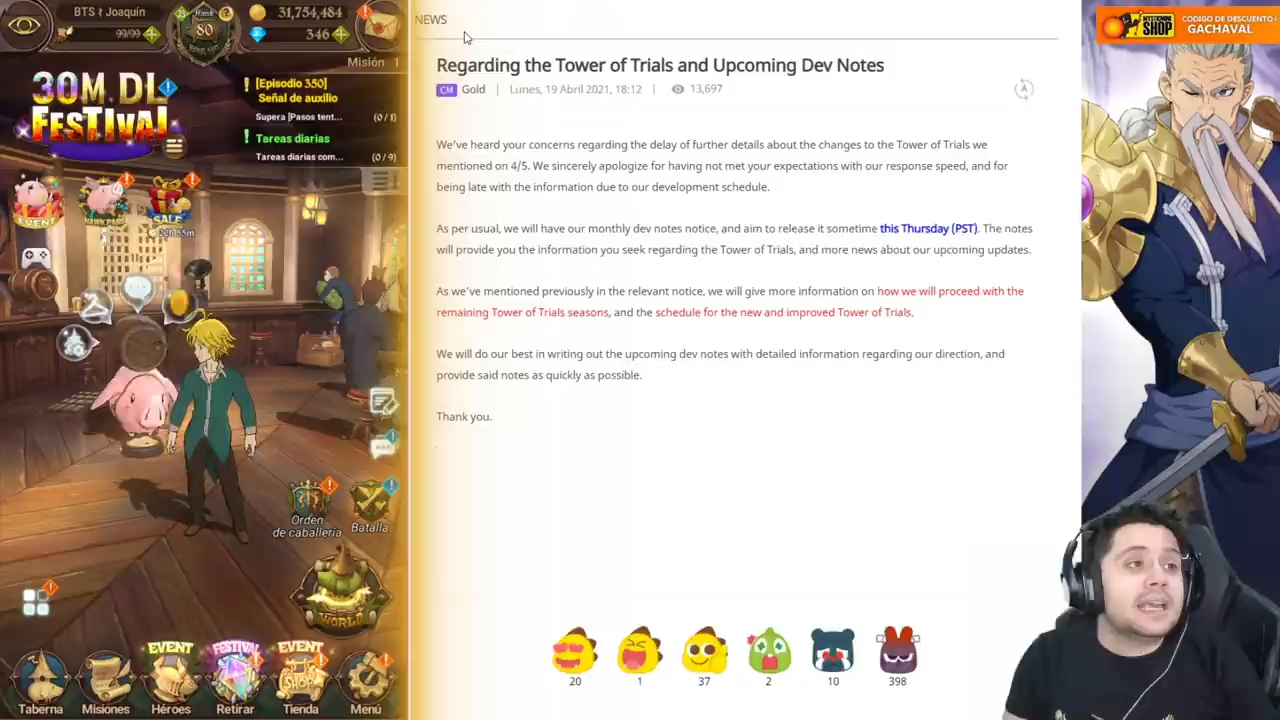 BTS ł Joaquín
99/99
80
31,754,484
346
Misión
30M DL
FESTIVAL
[Episodio 350]
Señal de auxilio
Supera [Pasos tent... (0 / 1)
Tareas diarias
Tareas diarias com... (0 / 9)
EVENT
HAWK PASS
SALE
Orden
de caballería
Batalla
WORLD
EVENT
FESTIVAL
EVENT
SHOP
Taberna
Misiones
Héroes
Retirar
Tienda
Menú
NEWS
Regarding the Tower of Trials and Upcoming Dev Notes
CM Gold | Lunes, 19 Abril 2021, 18:12 | 13,697
We've heard your concerns regarding the delay of further details about the changes to the Tower of Trials we
mentioned on 4/5. We sincerely apologize for having not met your expectations with our response speed, and for
being late with the information due to our development schedule.
As per usual, we will have our monthly dev notes notice, and aim to release it sometime this Thursday (PST). The notes
will provide you the information you seek regarding the Tower of Trials, and more news about our upcoming updates.
As we've mentioned previously in the relevant notice, we will give more information on how we will proceed with the
remaining Tower of Trials seasons, and the schedule for the new and improved Tower of Trials.
We will do our best in writing out the upcoming dev notes with detailed information regarding our direction, and
provide said notes as quickly as possible.
Thank you.
.
20
1
37
2
10
398
SHOP
CODIGO DE DESCUENTO
GACHAVAL